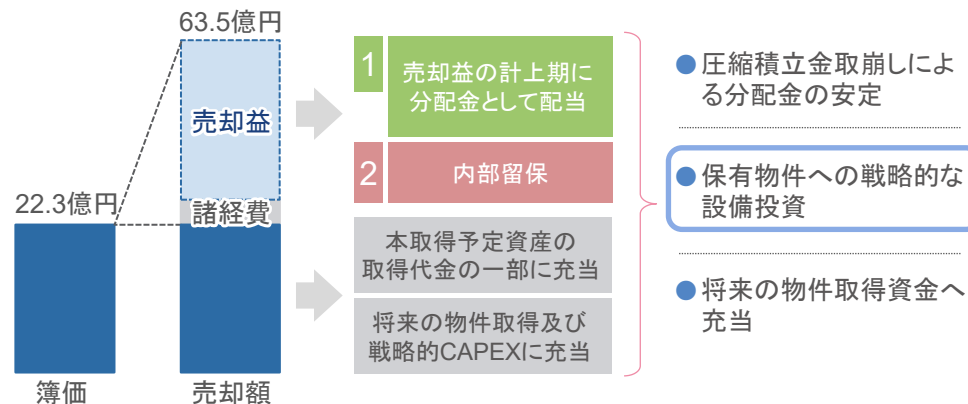 63.5億円
売却益
22.3億円
諸経費
簿価
売却額
1
売却益の計上期に
分配金として配当
2
内部留保
本取得予定資産の
取得代金の一部に充当
将来の物件取得及び
戦略的CAPEXに充当
●圧縮積立金取崩しによ
る分配金の安定
●保有物件への戦略的な
設備投資
●将来の物件取得資金へ
充当